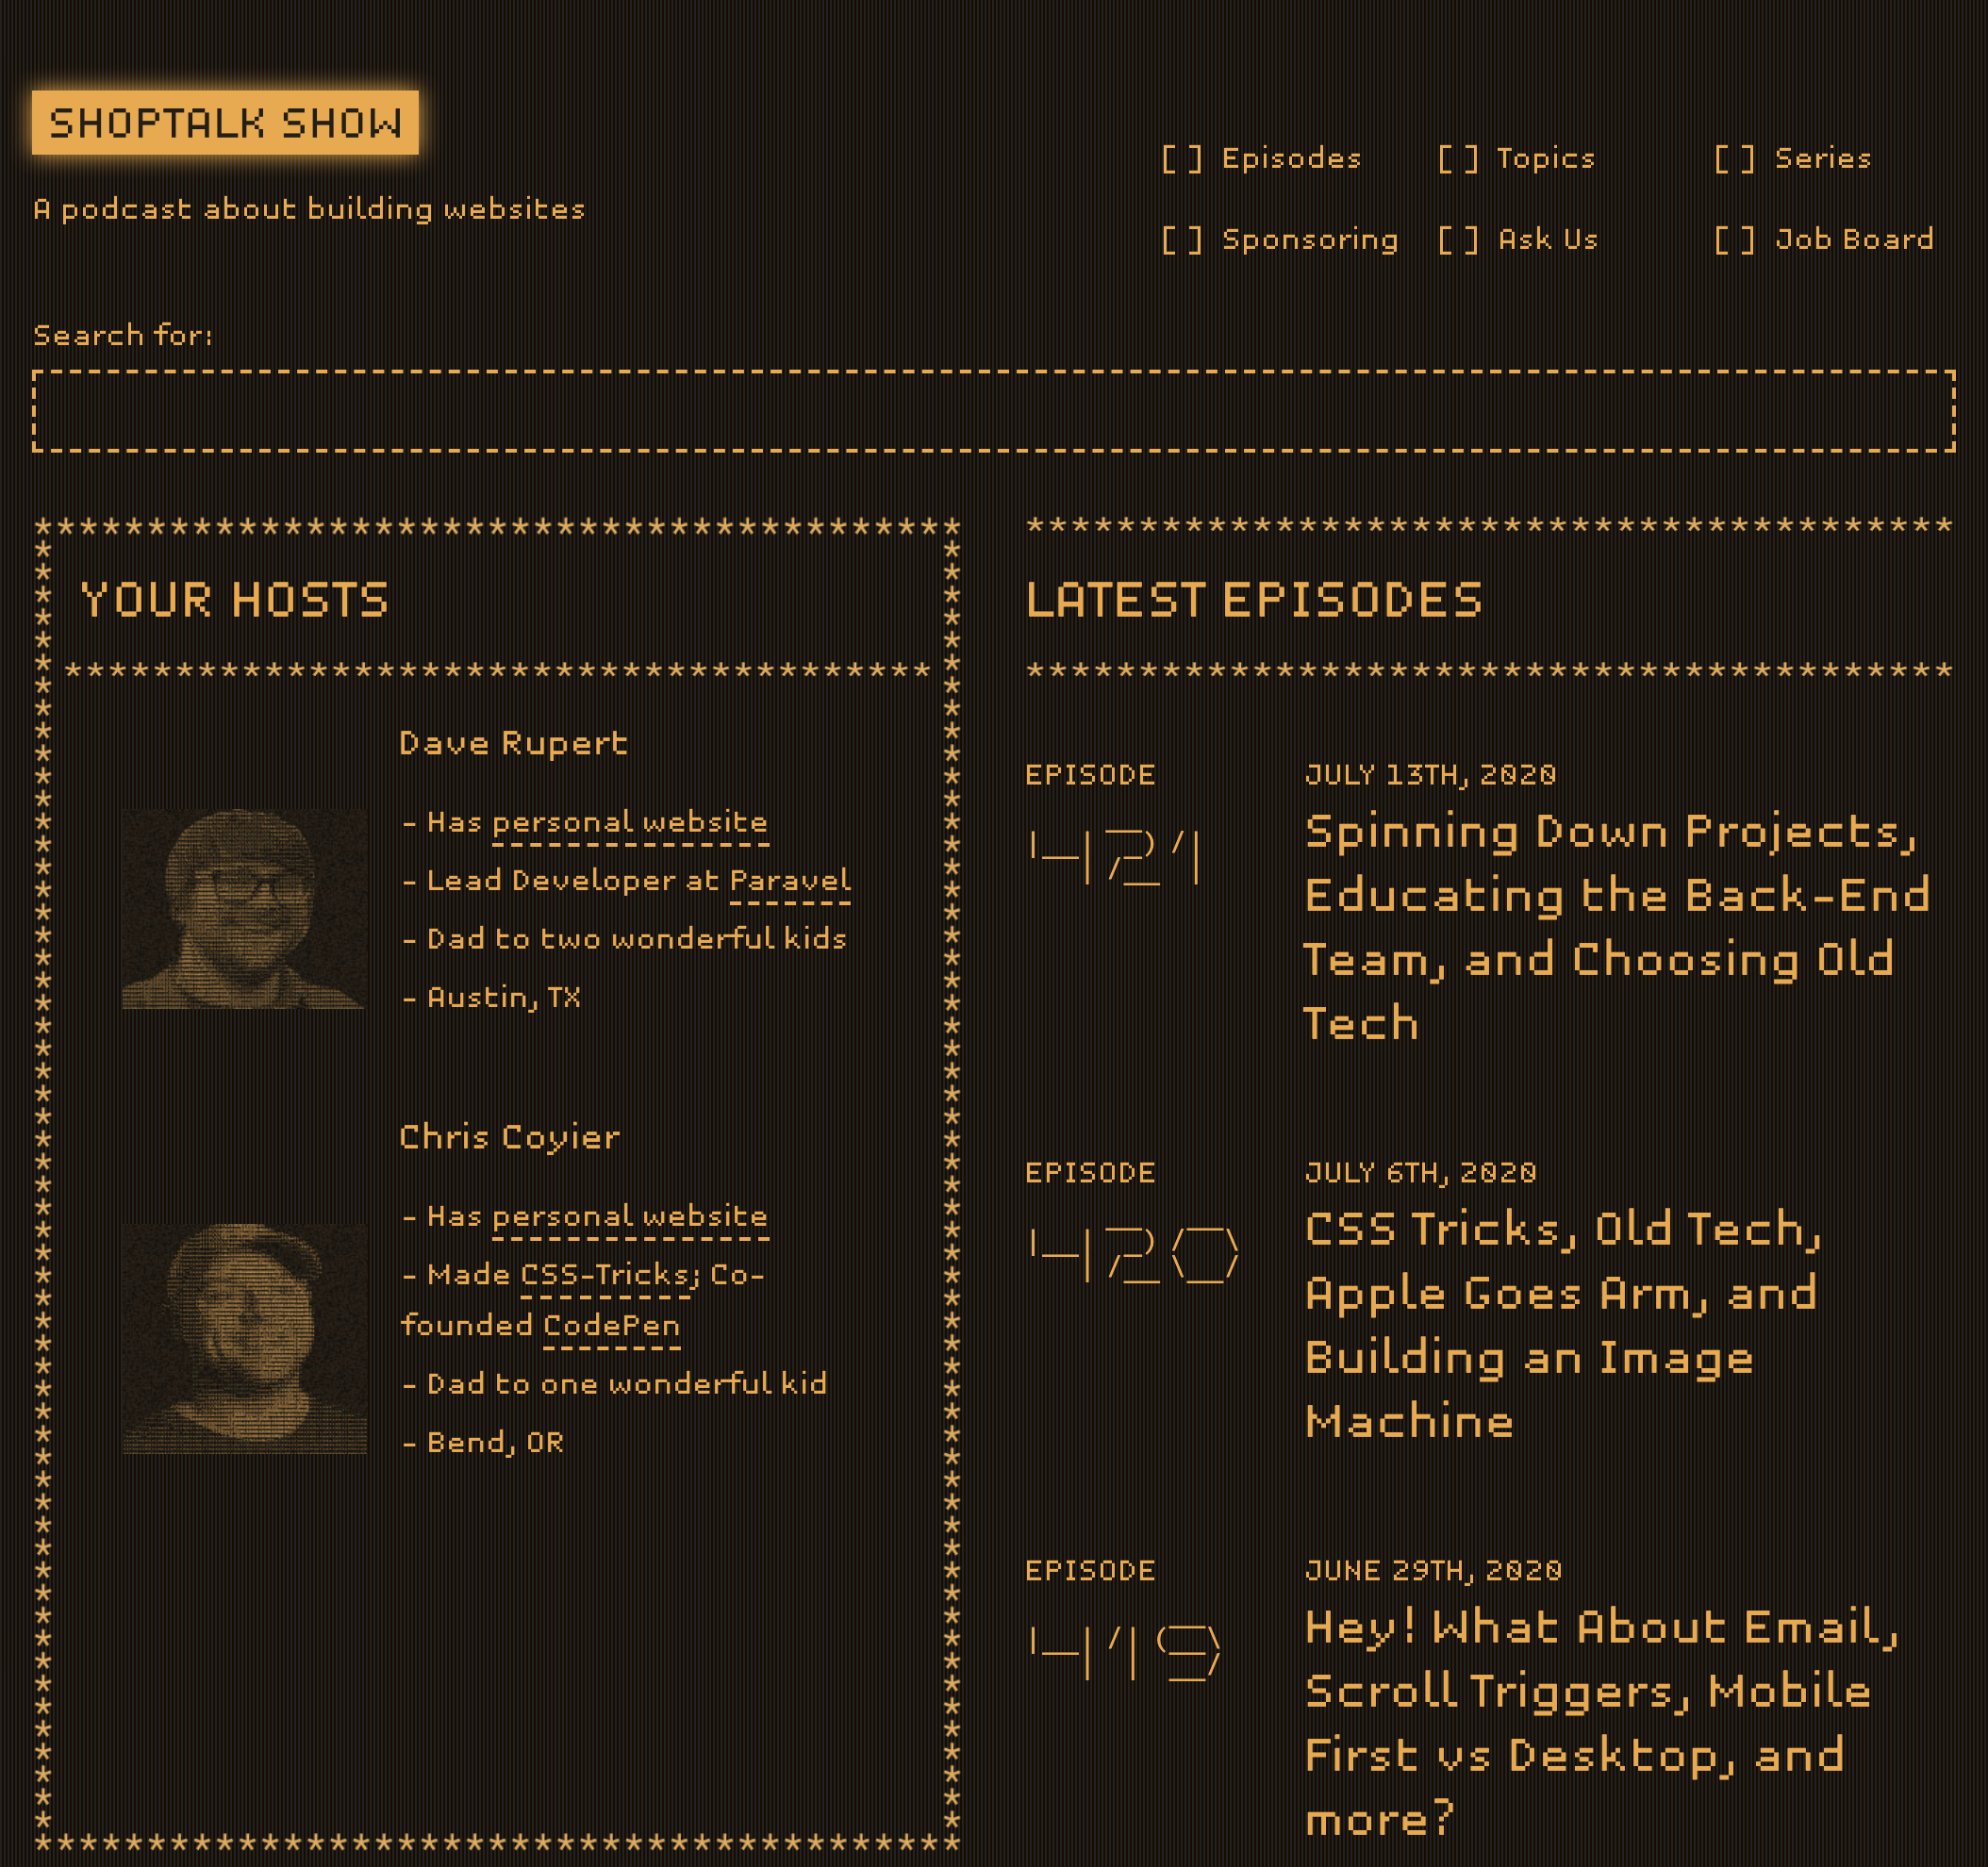 SHOPTALK SHOW
A podcast about building websites
[ ] Episodes
[ ] Topics
[ ] Series
[ ] Sponsoring
[ ] Ask Us
[ ] Job Board
Search for:
YOUR HOSTS
Dave Rupert
- Has personal website
- Lead Developer at Paravel
- Dad to two wonderful kids
- Austin, TX
Chris Coyier
- Has personal website
- Made CSS-Tricks; Co-
founded CodePen
- Dad to one wonderful kid
- Bend, OR
LATEST EPISODES
EPISODE
421
JULY 13TH, 2020
Spinning Down Projects,
Educating the Back-End
Team, and Choosing Old
Tech
EPISODE
420
JULY 6TH, 2020
CSS Tricks, Old Tech,
Apple Goes Arm, and
Building an Image
Machine
EPISODE
419
JUNE 29TH, 2020
Hey! What About Email,
Scroll Triggers, Mobile
First vs Desktop, and
more?